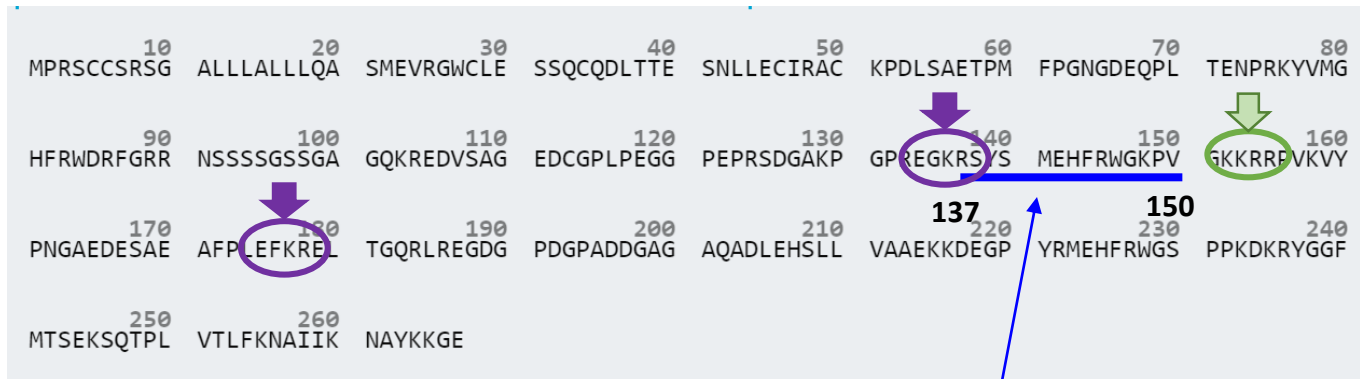 10 20 30 40 50 60 70 80
MPRSCCSRSG ALLLALLLQA SMEVRGWCLE SSQCQDLTTE SNLLECIRAC KPDLSAETPM FPGNGDEQPL TENPRKYVMG
90 100 110 120 130 140 150 160
HFRWDRFGRR NSSSSGSSGA GQKREDVSAG EDCGPLPEGG PEPRSDGAKP GPREGKRSYS MEHFRWGKPV GKKRRPVKVY
137 150
170 180 190 200 210 220 230 240
PNGAEDESAE AFPLEFKREL TGQRLREGDG PDGPADDGAG AQADLEHSLL VAAEKKDEGP YRMEHFRWGS PPKDKRYGGF
250 260
MTSEKSQTPL VTLFKNAIIK NAYKKGE